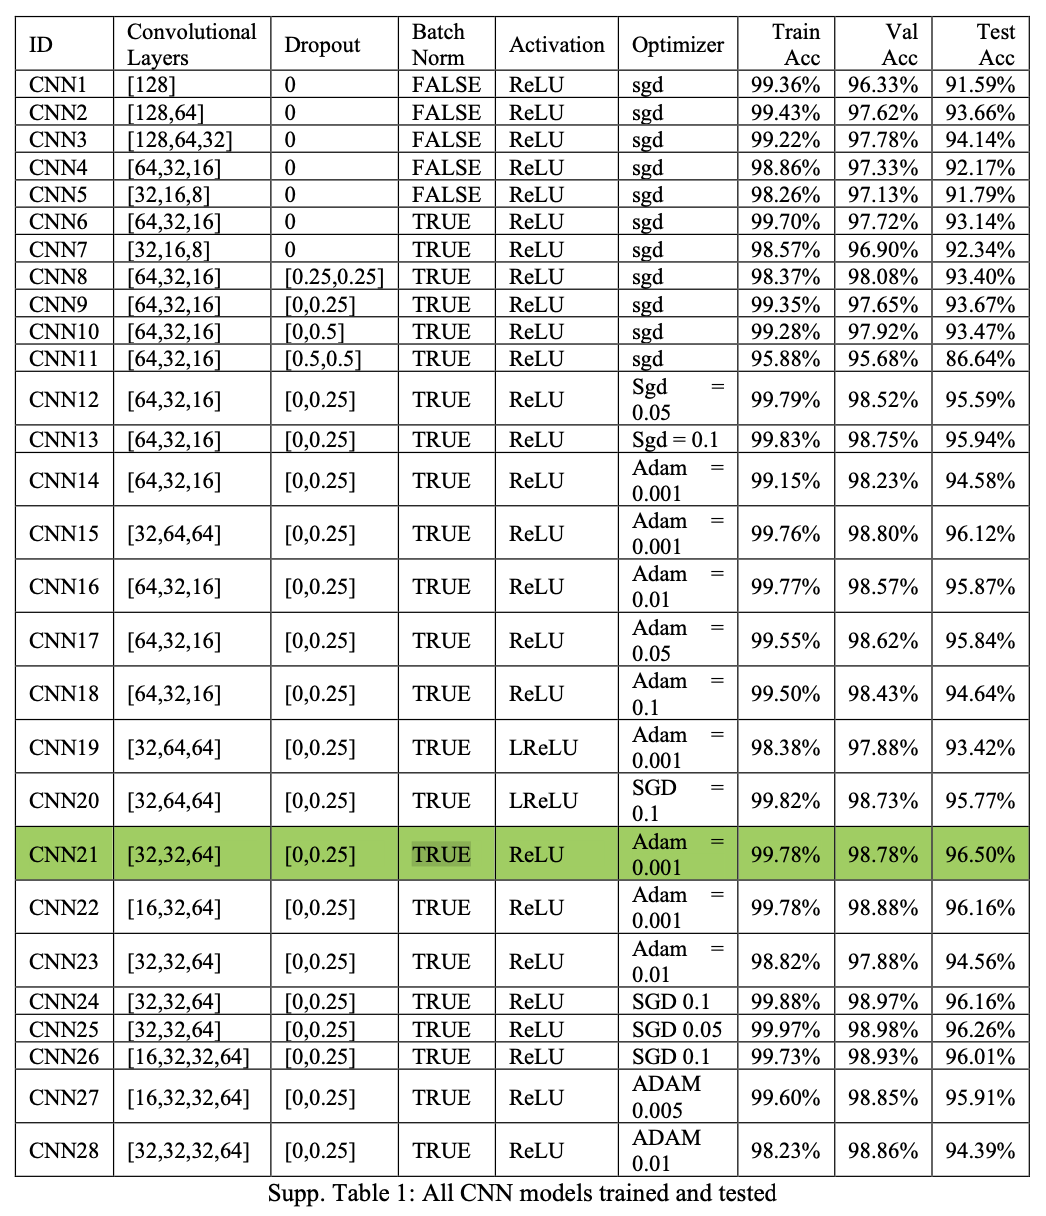 ID Convolutional Layers Dropout Batch Norm Activation Optimizer Train Acc Val Acc Test Acc
CNN1 [128] 0 FALSE ReLU sgd 99.36% 96.33% 91.59%
CNN2 [128,64] 0 FALSE ReLU sgd 99.43% 97.62% 93.66%
CNN3 [128,64,32] 0 FALSE ReLU sgd 99.22% 97.78% 94.14%
CNN4 [64,32,16] 0 FALSE ReLU sgd 98.86% 97.33% 92.17%
CNN5 [32,16,8] 0 FALSE ReLU sgd 98.26% 97.13% 91.79%
CNN6 [64,32,16] 0 TRUE ReLU sgd 99.70% 97.72% 93.14%
CNN7 [32,16,8] 0 TRUE ReLU sgd 98.57% 96.90% 92.34%
CNN8 [64,32,16] [0.25,0.25] TRUE ReLU sgd 98.37% 98.08% 93.40%
CNN9 [64,32,16] [0,0.25] TRUE ReLU sgd 99.35% 97.65% 93.67%
CNN10 [64,32,16] [0,0.5] TRUE ReLU sgd 99.28% 97.92% 93.47%
CNN11 [64,32,16] [0.5,0.5] TRUE ReLU sgd 95.88% 95.68% 86.64%
CNN12 [64,32,16] [0,0.25] TRUE ReLU Sgd = 0.05 99.79% 98.52% 95.59%
CNN13 [64,32,16] [0,0.25] TRUE ReLU Sgd = 0.1 99.83% 98.75% 95.94%
CNN14 [64,32,16] [0,0.25] TRUE ReLU Adam = 0.001 99.15% 98.23% 94.58%
CNN15 [32,64,64] [0,0.25] TRUE ReLU Adam = 0.001 99.76% 98.80% 96.12%
CNN16 [64,32,16] [0,0.25] TRUE ReLU Adam = 0.01 99.77% 98.57% 95.87%
CNN17 [64,32,16] [0,0.25] TRUE ReLU Adam = 0.05 99.55% 98.62% 95.84%
CNN18 [64,32,16] [0,0.25] TRUE ReLU Adam = 0.1 99.50% 98.43% 94.64%
CNN19 [32,64,64] [0,0.25] TRUE LReLU Adam = 0.001 98.38% 97.88% 93.42%
CNN20 [32,64,64] [0,0.25] TRUE LReLU SGD = 0.1 99.82% 98.73% 95.77%
CNN21 [32,32,64] [0,0.25] TRUE ReLU Adam = 0.001 99.78% 98.78% 96.50%
CNN22 [16,32,64] [0,0.25] TRUE ReLU Adam = 0.001 99.78% 98.88% 96.16%
CNN23 [32,32,64] [0,0.25] TRUE ReLU Adam = 0.01 98.82% 97.88% 94.56%
CNN24 [32,32,64] [0,0.25] TRUE ReLU SGD 0.1 99.88% 98.97% 96.16%
CNN25 [32,32,64] [0,0.25] TRUE ReLU SGD 0.05 99.97% 98.98% 96.26%
CNN26 [16,32,32,64] [0,0.25] TRUE ReLU SGD 0.1 99.73% 98.93% 96.01%
CNN27 [16,32,32,64] [0,0.25] TRUE ReLU ADAM 0.005 99.60% 98.85% 95.91%
CNN28 [32,32,32,64] [0,0.25] TRUE ReLU ADAM 0.01 98.23% 98.86% 94.39%
Supp. Table 1: All CNN models trained and tested